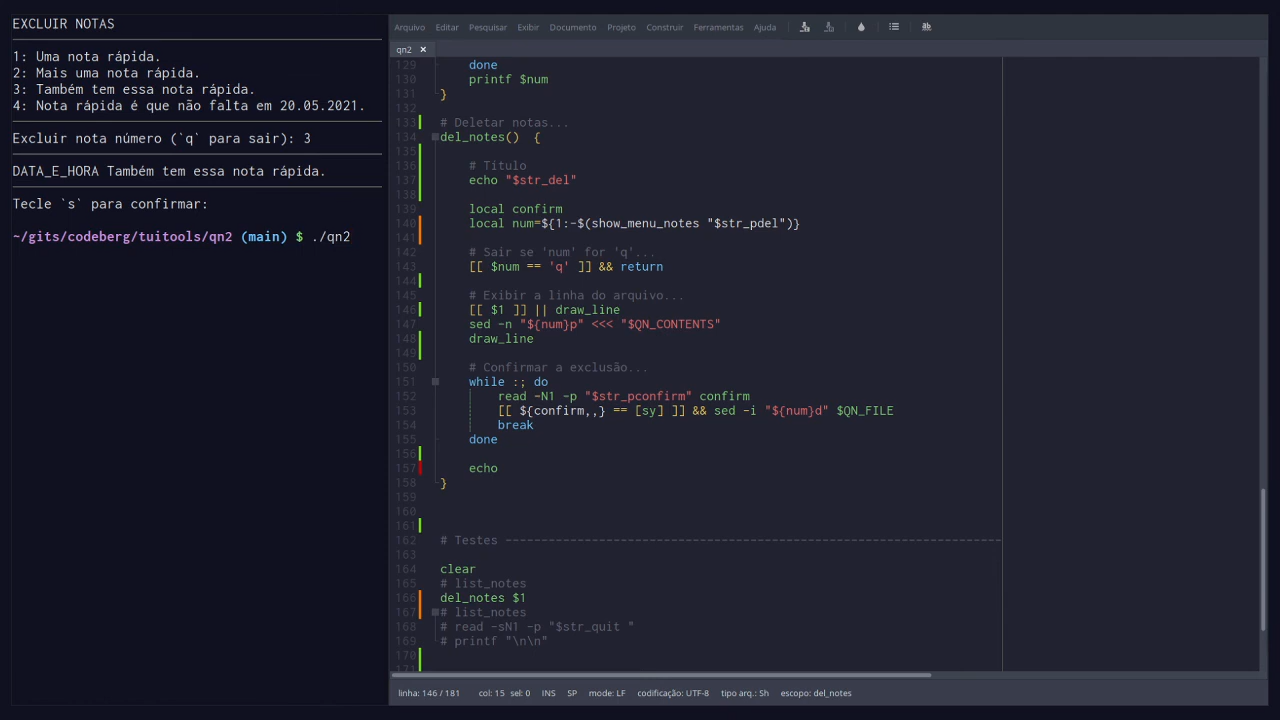 EXCLUIR NOTAS
1: Uma nota rápida.
2: Mais uma nota rápida.
3: Também tem essa nota rápida.
4: Nota rápida é que não falta em 20.05.2021.
Excluir nota número (`q` para sair): 3
DATA_E_HORA Também tem essa nota rápida.
Tecle `s` para confirmar:
~/gits/codeberg/tuitools/qn2 (main) $ ./qn2
Arquivo Editar Pesquisar Exibir Documento Projeto Construir Ferramentas Ajuda
qn2
129 done
130 printf $num
131 }
132
133 # Deletar notas...
134 del_notes() {
135
136 # Título
137 echo "$str_del"
138
139 local confirm
140 local num=${1:-$(show_menu_notes "$str_pdel")}
141
142 # Sair se 'num' for 'q'...
143 [[ $num == 'q' ]] && return
144
145 # Exibir a linha do arquivo...
146 [[ $1 ]] || draw_line
147 sed -n "${num}p" <<< "$QN_CONTENTS"
148 draw_line
149
150 # Confirmar a exclusão...
151 while :; do
152 read -N1 -p "$str_pconfirm" confirm
153 [[ ${confirm,,} == [sy] ]] && sed -i "${num}d" $QN_FILE
154 break
155 done
156
157 echo
158 }
159
160
161
162 # Testes ---------------------------------------------------------------------
163
164 clear
165 # list_notes
166 del_notes $1
167 # list_notes
168 # read -sN1 -p "$str_quit "
169 # printf "\n\n"
170
171
linha: 146 / 181 col: 15 sel: 0 INS SP mode: LF codificação: UTF-8 tipo arq.: Sh escopo: del_notes